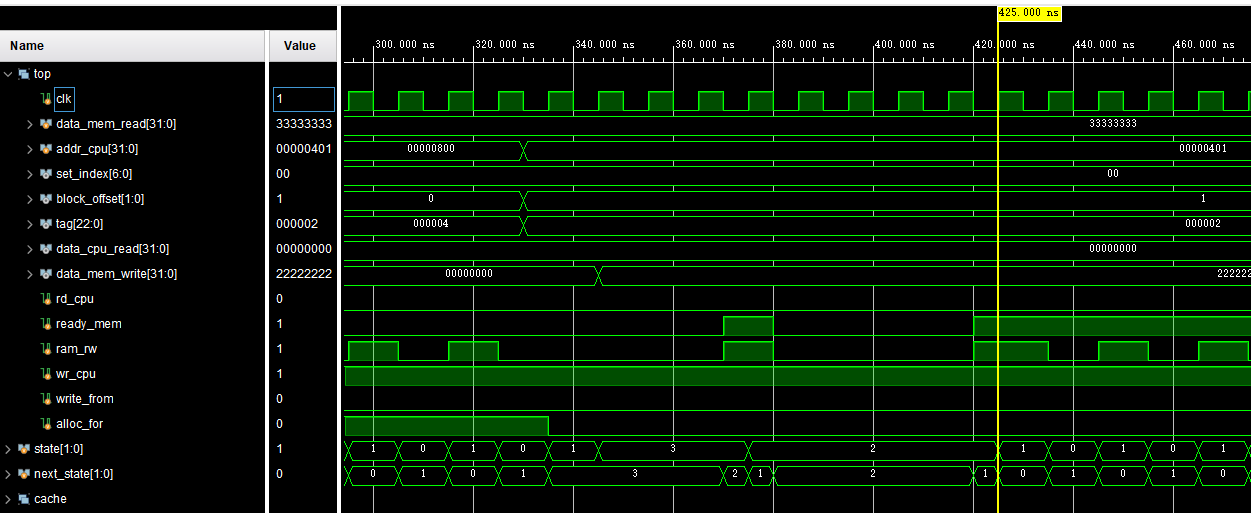 425.000 ns
Name Value 300.000 ns 320.000 ns 340.000 ns 360.000 ns 380.000 ns 400.000 ns 420.000 ns 440.000 ns 460.000 ns
top
clk 1
data_mem_read[31:0] 33333333 33333333
addr_cpu[31:0] 00000401 00000800 00000401
set_index[6:0] 00 00
block_offset[1:0] 1 0 1
tag[22:0] 000002 000004 000002
data_cpu_read[31:0] 00000000 00000000
data_mem_write[31:0] 22222222 00000000 222222
rd_cpu 0
ready_mem 1
ram_rw 1
wr_cpu 1
write_from 0
alloc_for 0
state[1:0] 1 1 0 1 0 1 3 2 1 0 1 0 1
next_state[1:0] 0 0 1 0 1 3 2 1 2 1 0 1 0 1 0
cache